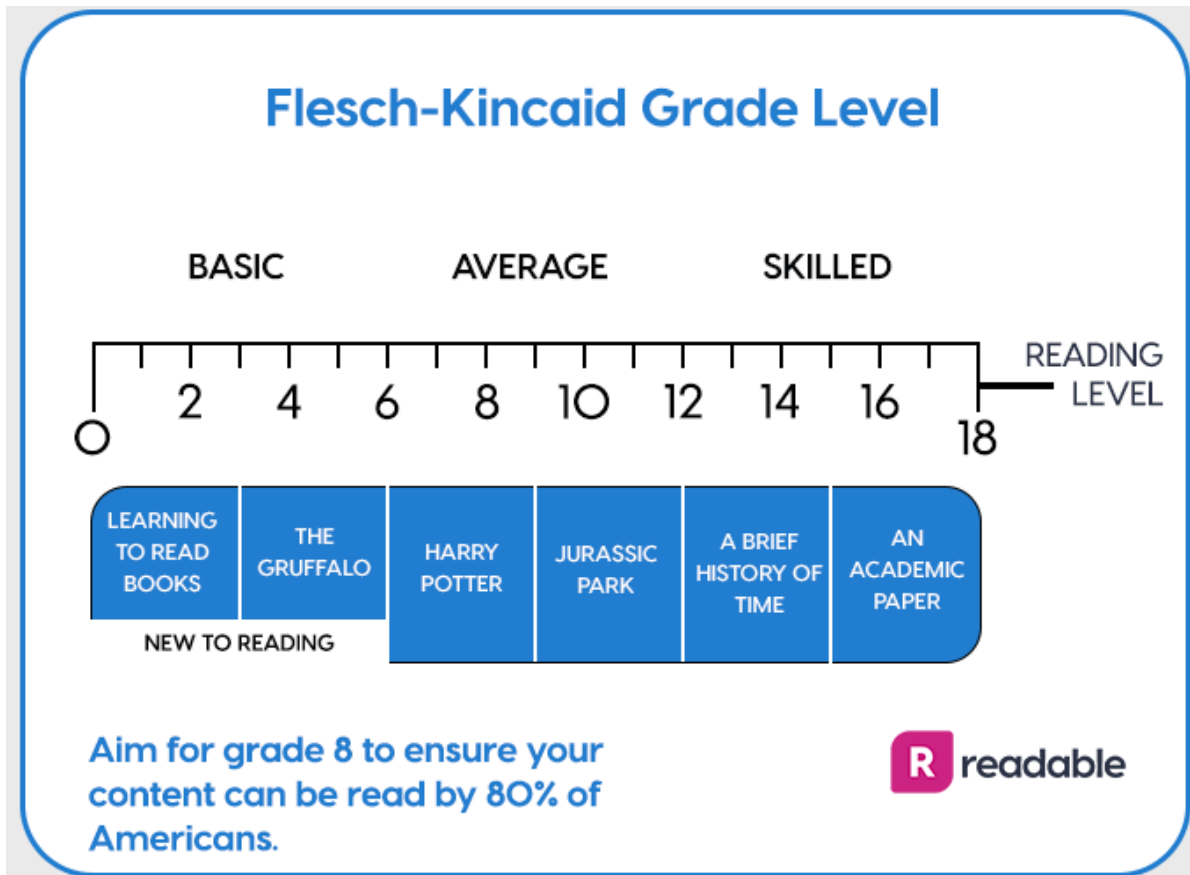 Flesch-Kincaid Grade Level
BASIC AVERAGE SKILLED
READING
LEVEL
0 2 4 6 8 10 12 14 16 18
LEARNING
TO READ
BOOKS
THE
GRUFFALO
HARRY
POTTER
JURASSIC
PARK
A BRIEF
HISTORY OF
TIME
AN
ACADEMIC
PAPER
NEW TO READING
Aim for grade 8 to ensure your
content can be read by 80% of
Americans.
R readable